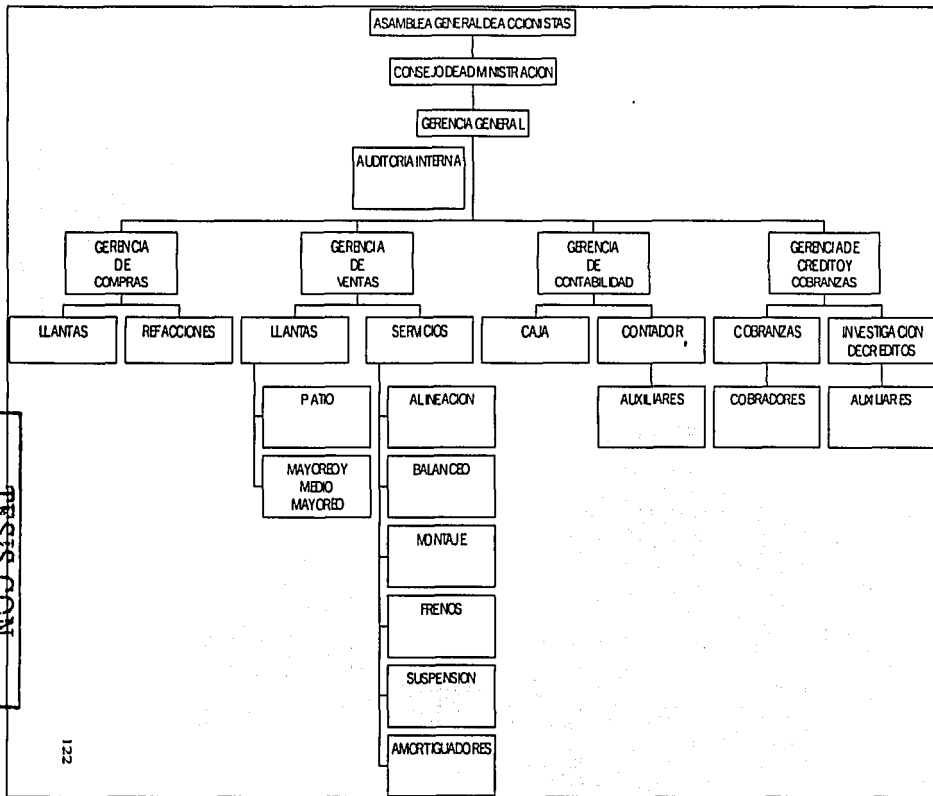 ASAMBLEA GENERAL DE ACCIONISTAS
CONSEJO DE ADMINISTRACION
GERENCIA GENERAL
AUDITORIA INTERNA
GERENCIA
DE
COMPRAS
GERENCIA
DE
VENTAS
GERENCIA
DE
CONTABILIDAD
GERENCIA DE
CREDITO Y
COBRANZAS
LLANTAS
REFACCIONES
LLANTAS
SERVICIOS
CAJA
CONTADOR
COBRANZAS
INVESTIGACION
DE CREDITOS
PATIO
ALINEACION
AUXILIARES
COBRADORES
AUXILIARES
MAYOREO Y
MEDIO
MAYOREO
BALANCEO
MONTAJE
FRENOS
SUSPENSION
AMORTIGUADORES
TESIS CON
122